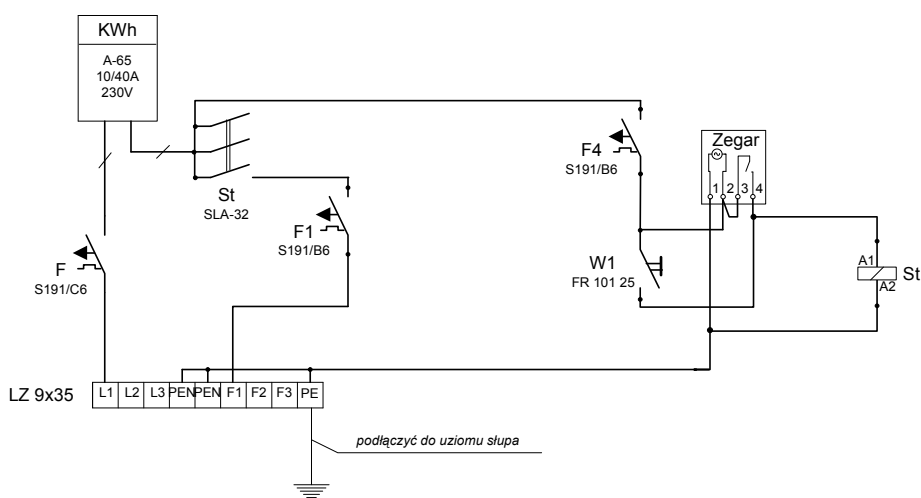 KWh
A-65
10/40A
230V
F4
S191/B6
Zegar
1 2 3 4
St
SLA-32
F1
S191/B6
F
S191/C6
W1
FR 101 25
A1
A2
St
LZ 9x35
L1 L2 L3 PEN PEN F1 F2 F3 PE
podłączyć do uziomu słupa